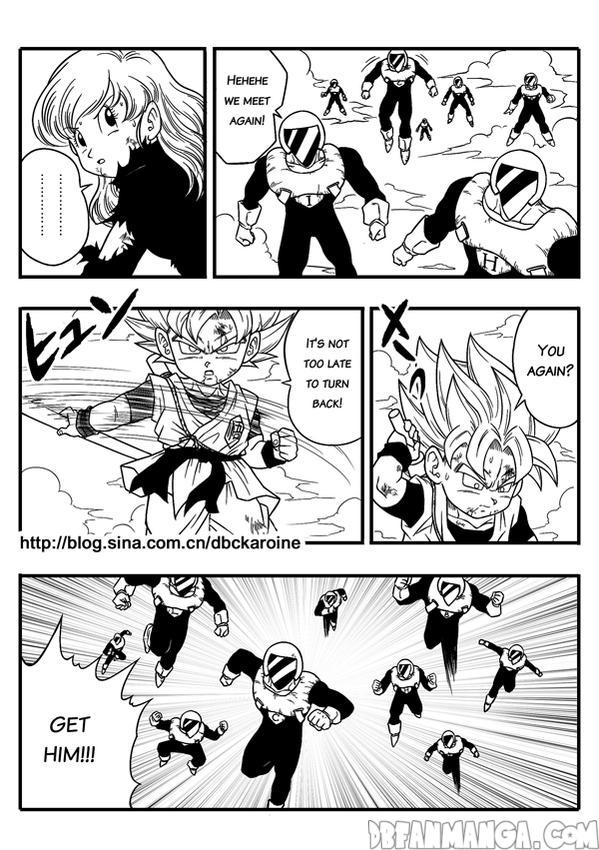 ............
HEHEHE
WE MEET
AGAIN!
I
H
ヒュン
IT'S NOT
TOO LATE
TO TURN
BACK!
YOU
AGAIN?
http://blog.sina.com.cn/dbckaroine
GET
HIM!!!
C
DBFANMANGA.COM